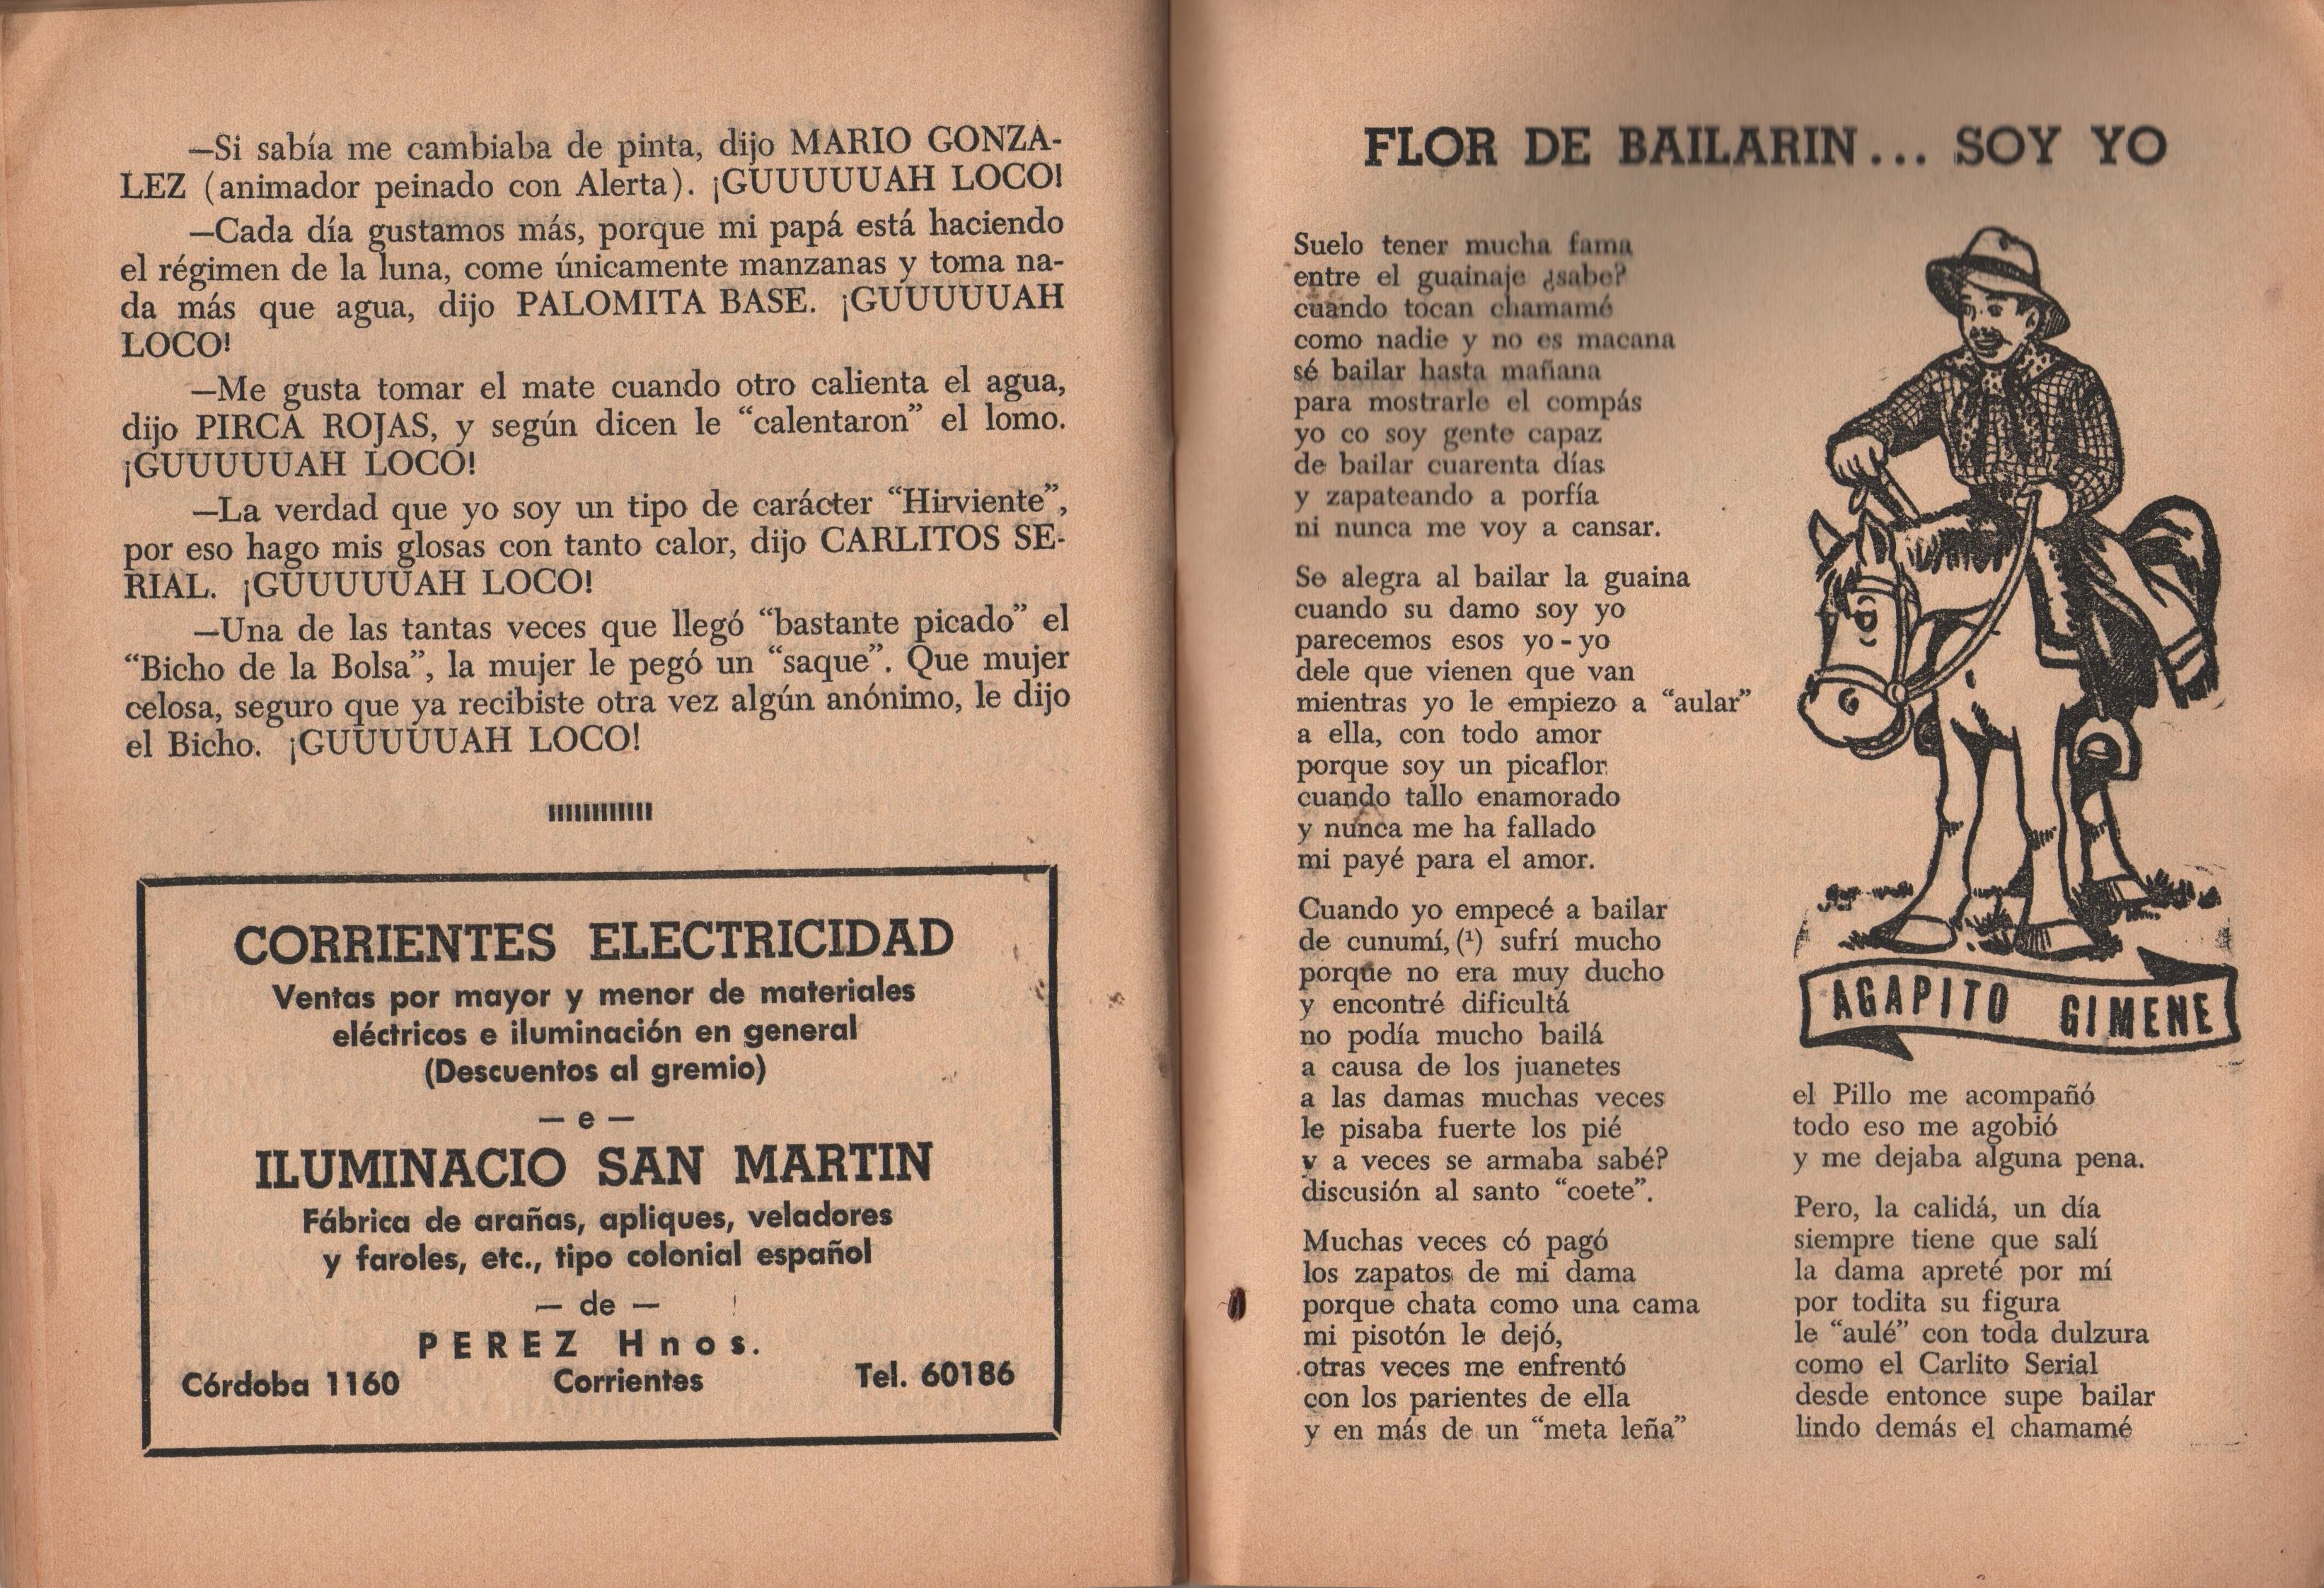 —Si sabía me cambiaba de pinta, dijo MARIO GONZA-
LEZ (animador peinado con Alerta). ¡GUUUUUAH LOCO!
—Cada día gustamos más, porque mi papá está haciendo
el régimen de la luna, come únicamente manzanas y toma na-
da más que agua, dijo PALOMITA BASE. ¡GUUUUUAH
LOCO!
—Me gusta tomar el mate cuando otro calienta el agua,
dijo PIRCA ROJAS, y según dicen le “calentaron” el lomo.
¡GUUUUUAH LOCO!
—La verdad que yo soy un tipo de carácter “Hirviente”,
por eso hago mis glosas con tanto calor, dijo CARLITOS SE-
RIAL. ¡GUUUUUAH LOCO!
—Una de las tantas veces que llegó “bastante picado” el
“Bicho de la Bolsa”, la mujer le pegó un “saque”. Que mujer
celosa, seguro que ya recibiste otra vez algún anónimo, le dijo
el Bicho. ¡GUUUUUAH LOCO!
CORRIENTES ELECTRICIDAD
Ventas por mayor y menor de materiales
eléctricos e iluminación en general
(Descuentos al gremio)
— e —
ILUMINACIO SAN MARTIN
Fábrica de arañas, apliques, veladores
y faroles, etc., tipo colonial español
— de —
PEREZ Hnos.
Córdoba 1160 Corrientes Tel. 60186
FLOR DE BAILARIN... SOY YO
Suelo tener mucha fama
entre el guainaje ¿sabe?
cuando tocan chamamé
como nadie y no es macana
sé bailar hasta mañana
para mostrarle el compás
yo co soy gente capaz
de bailar cuarenta días
y zapateando a porfía
ni nunca me voy a cansar.
Se alegra al bailar la guaina
cuando su damo soy yo
parecemos esos yo - yo
dele que vienen que van
mientras yo le empiezo a “aular”
a ella, con todo amor
porque soy un picaflor
cuando tallo enamorado
y nunca me ha fallado
mi payé para el amor.
Cuando yo empecé a bailar
de cunumí, (¹) sufrí mucho
porque no era muy ducho
y encontré dificultá
no podía mucho bailá
a causa de los juanetes
a las damas muchas veces
le pisaba fuerte los pié
y a veces se armaba sabé?
discusión al santo “coete”.
Muchas veces có pagó
los zapatos de mi dama
porque chata como una cama
mi pisotón le dejó,
otras veces me enfrentó
con los parientes de ella
y en más de un “meta leña”
AGAPITO GIMENE
el Pillo me acompañó
todo eso me agobió
y me dejaba alguna pena.
Pero, la calidá, un día
siempre tiene que salí
la dama apreté por mí
por todita su figura
le “aulé” con toda dulzura
como el Carlito Serial
desde entonce supe bailar
lindo demás el chamamé